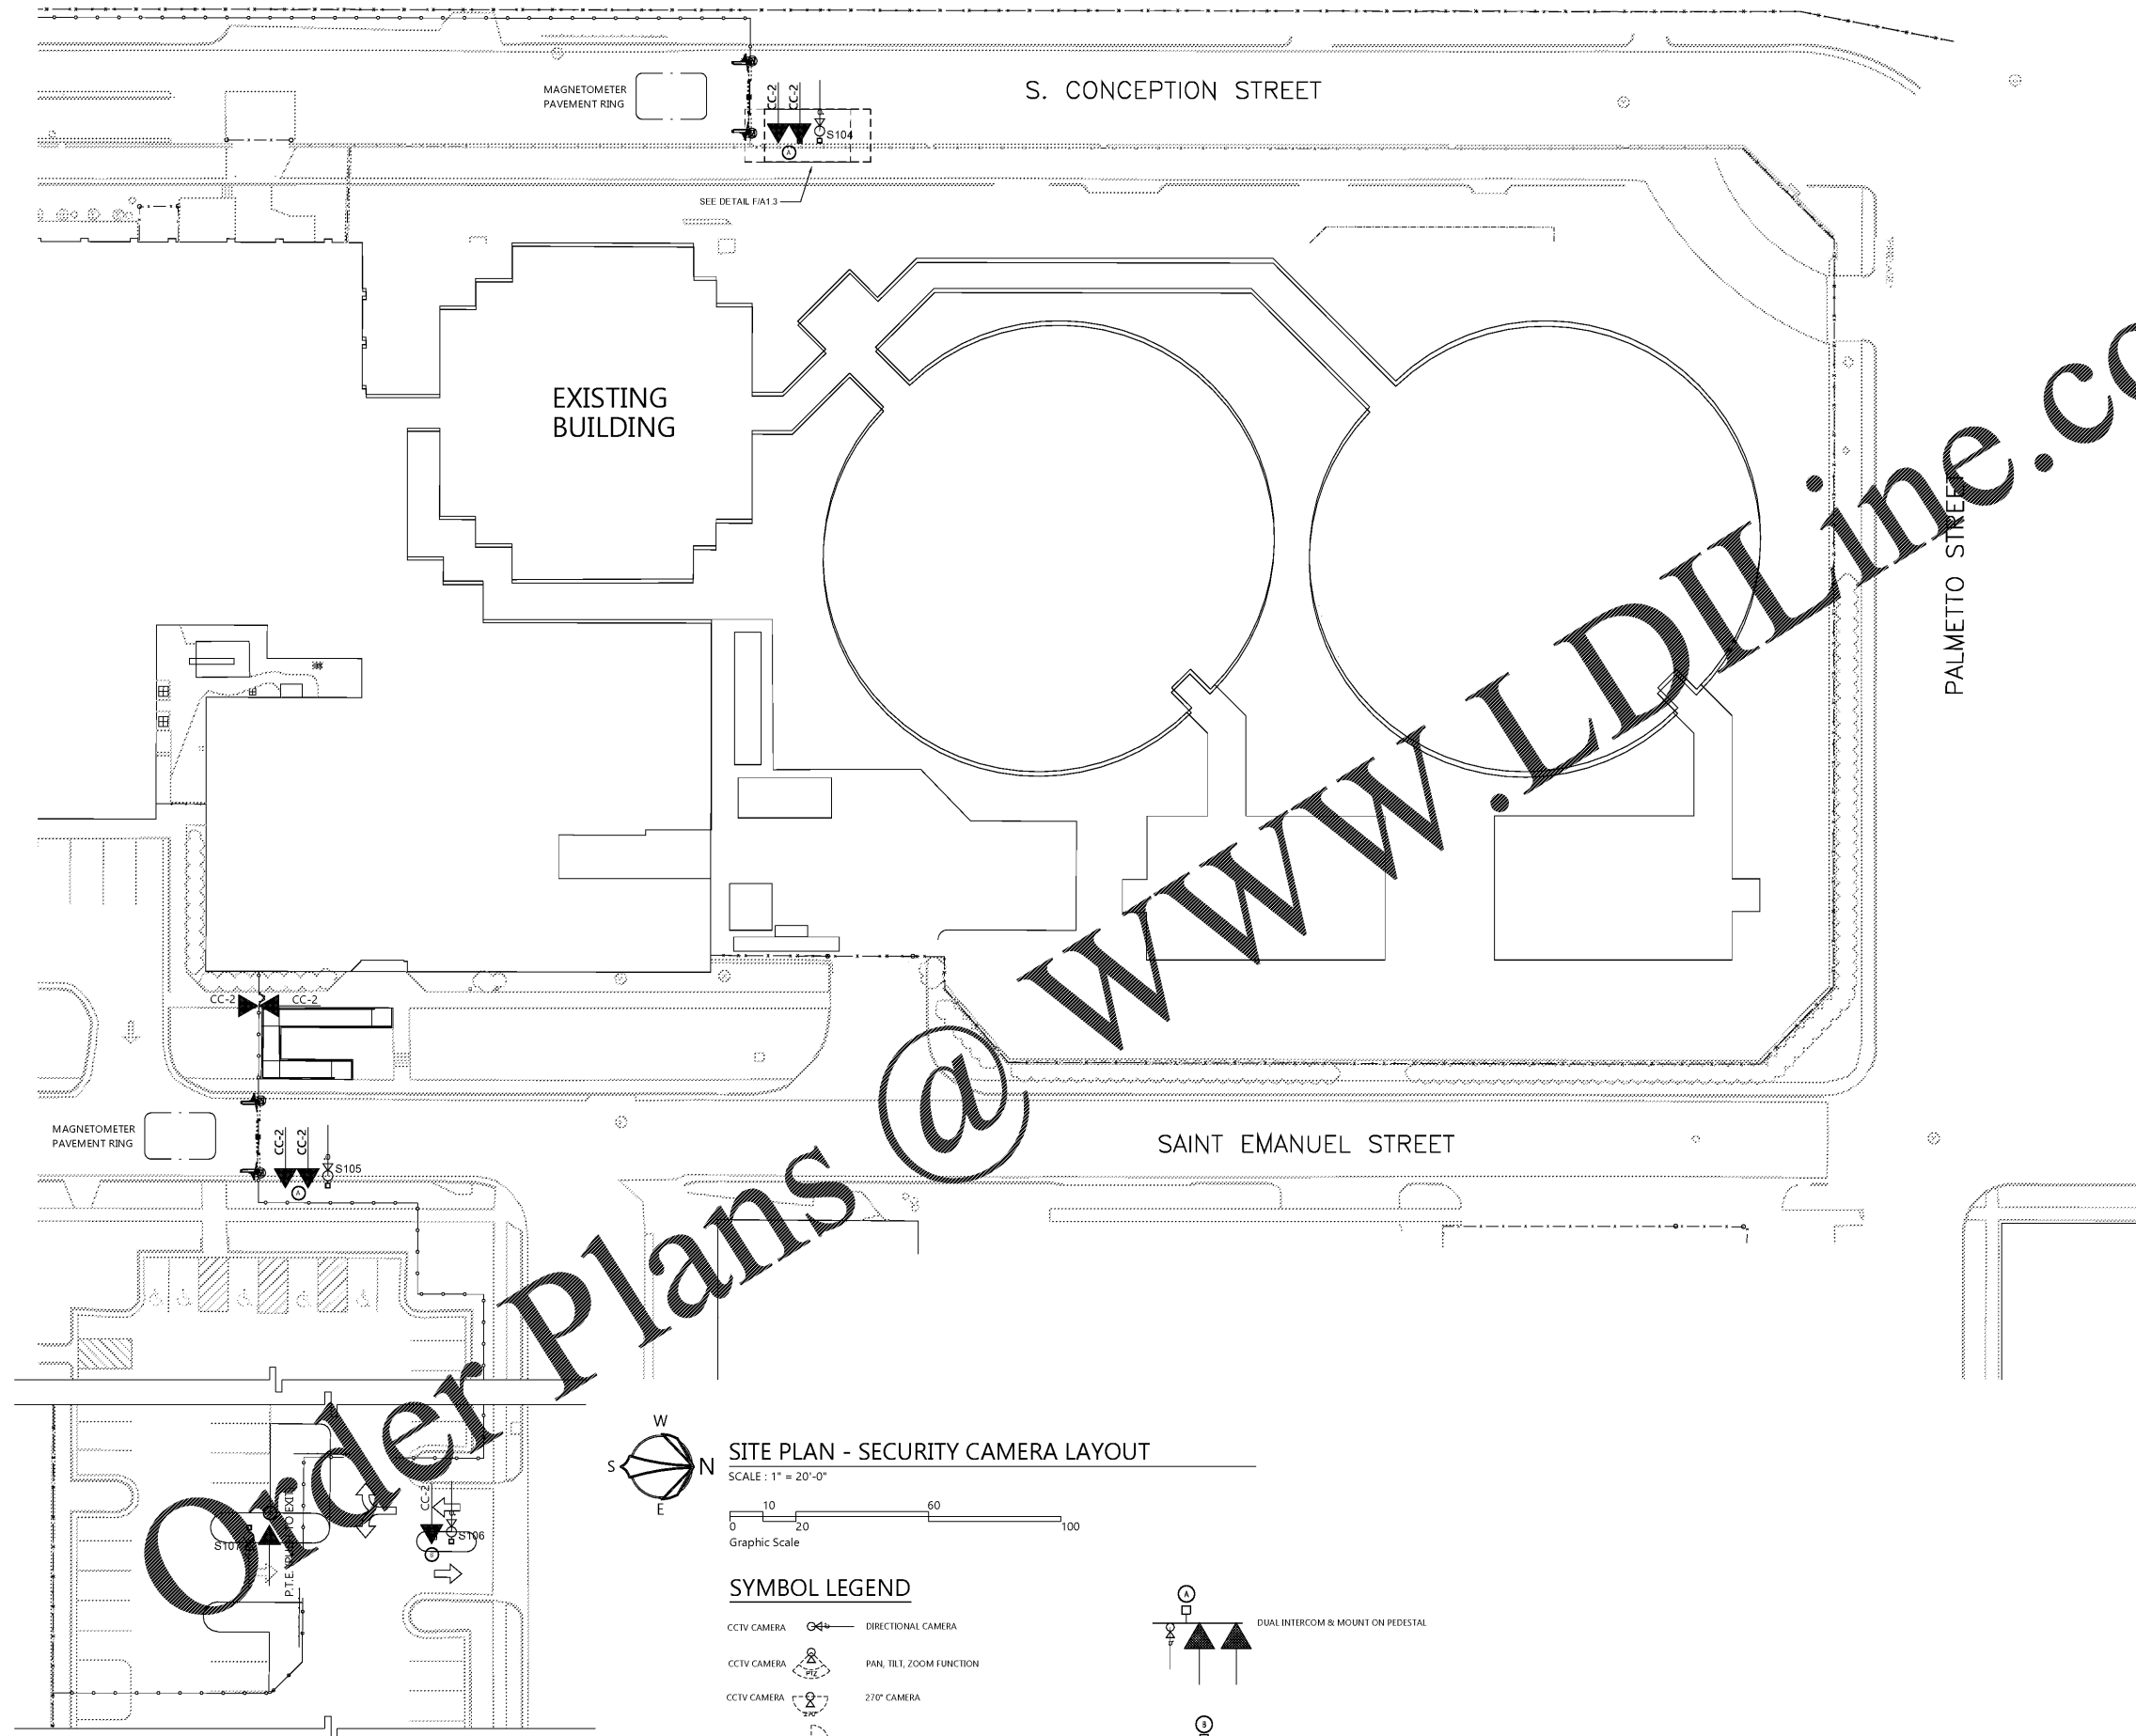 MAGNETOMETER
PAVEMENT RING
CC-2
CC-2
S104
A
S. CONCEPTION STREET
SEE DETAIL F/A1.3
EXISTING
BUILDING
PALMETTO STREET
CC-2
CC-2
MAGNETOMETER
PAVEMENT RING
CC-2
CC-2
S105
A
SAINT EMANUEL STREET
Order Plans @ www.LDILine.co
CC-2
S106
S107
W
S
N
E
SITE PLAN - SECURITY CAMERA LAYOUT
SCALE : 1" = 20'-0"
10
60
0
20
100
Graphic Scale
SYMBOL LEGEND
CCTV CAMERA
DIRECTIONAL CAMERA
CCTV CAMERA
PTZ
PAN, TILT, ZOOM FUNCTION
CCTV CAMERA
270°
270° CAMERA
A
DUAL INTERCOM & MOUNT ON PEDESTAL
B